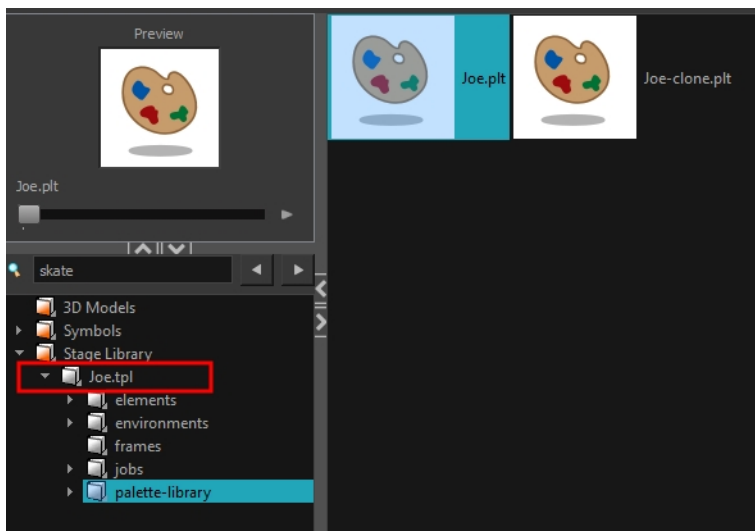 Preview
Joe.plt
Joe.plt
Joe-clone.plt
skate
3D Models
Symbols
Stage Library
Joe.tpl
elements
environments
frames
jobs
palette-library